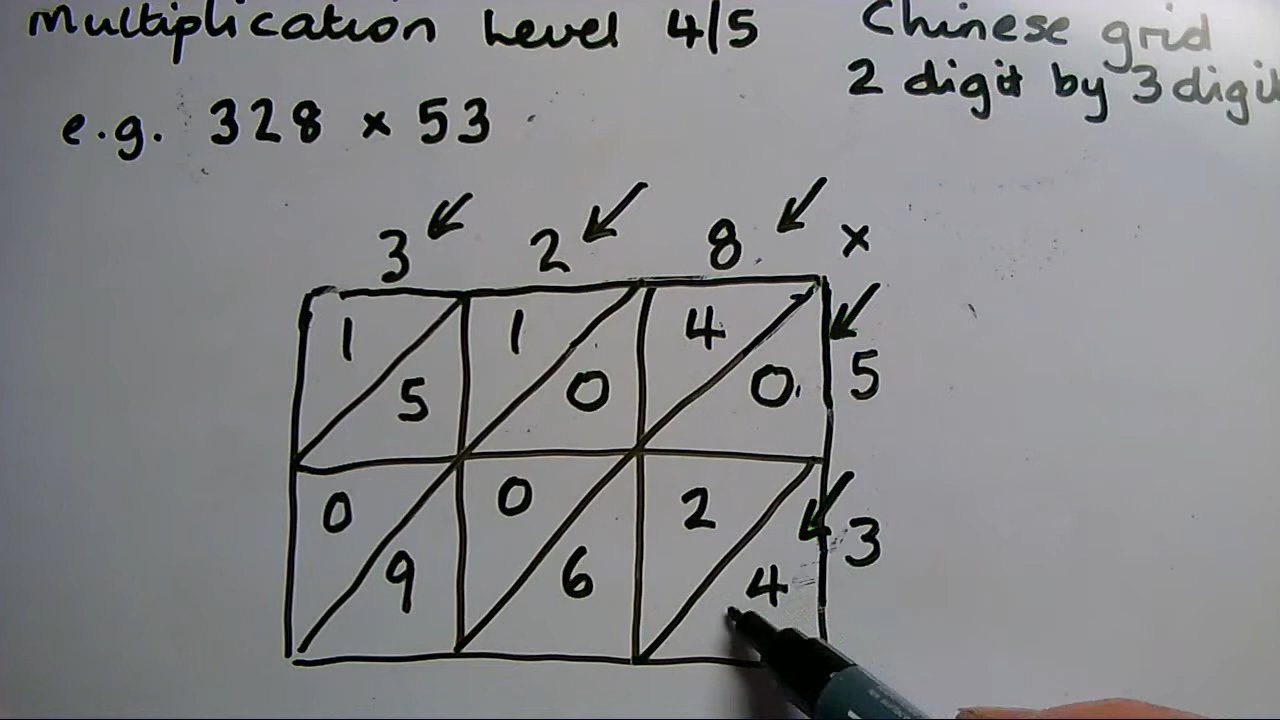 Multiplication Level 4/5
Chinese grid
2 digit by 3 digit
e.g. 328 × 53
3 2 8 ×
1 1 4
5 0 0 5
0 0 2
9 6 4 3